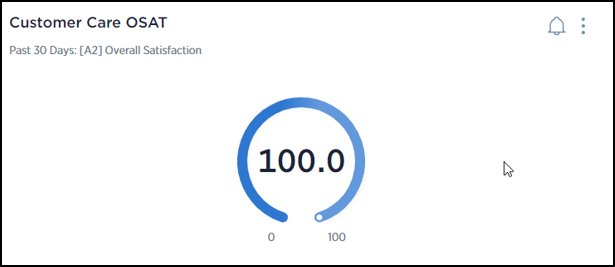 Customer Care OSAT
Past 30 Days: [A2] Overall Satisfaction
100.0
0 100